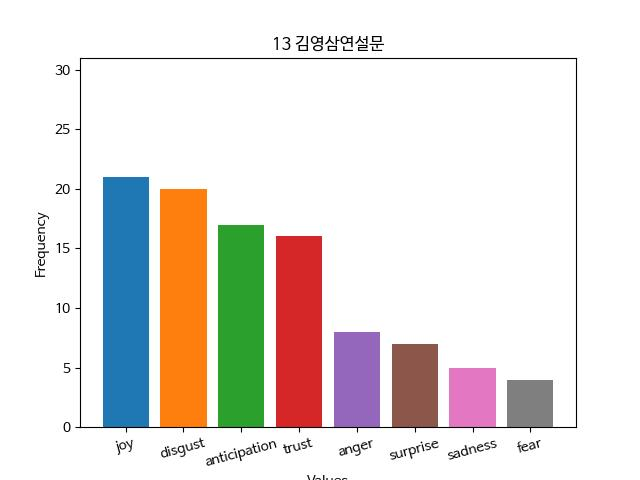 13 김영삼연설문
30
25
20
15
10
5
0
Frequency
joy
disgust
anticipation
trust
anger
surprise
sadness
fear
Values